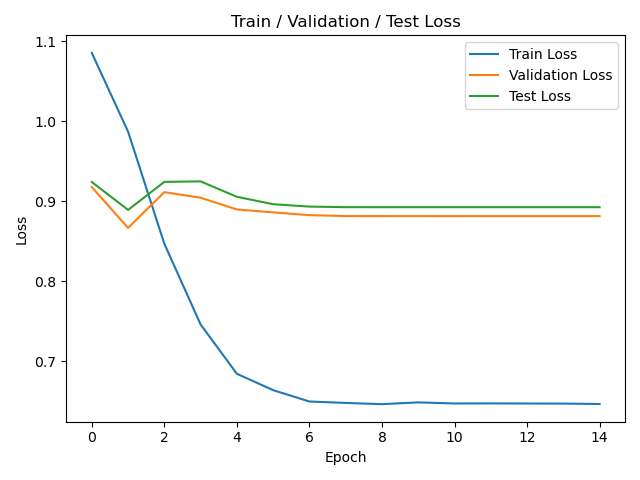 Train / Validation / Test Loss
Train Loss
Validation Loss
Test Loss
1.1
1.0
0.9
0.8
0.7
Loss
0 2 4 6 8 10 12 14
Epoch